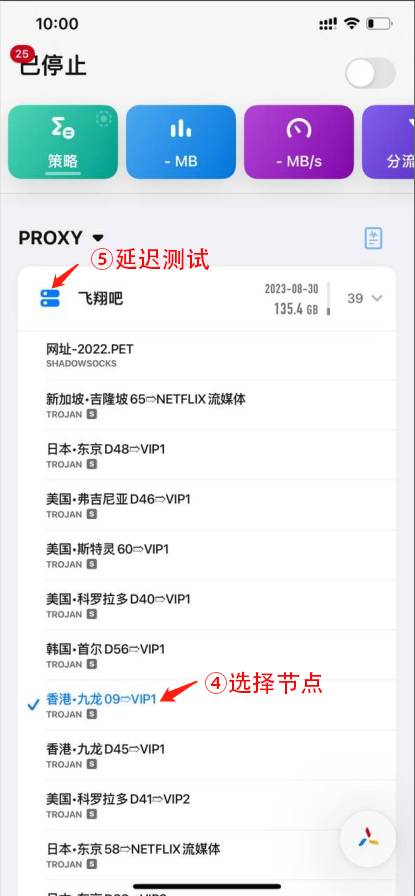 10:00
25
已停止
策略
- MB
- MB/s
分流
PROXY
⑤延迟测试
飞翔吧
2023-08-30
135.4 GB
39
网址-2022.PET
SHADOWSOCKS
新加坡·吉隆坡 65⇨NETFLIX 流媒体
TROJAN S
日本·东京 D48⇨VIP1
TROJAN S
美国·弗吉尼亚 D46⇨VIP1
TROJAN S
美国·斯特灵 60⇨VIP1
TROJAN S
美国·科罗拉多 D40⇨VIP1
TROJAN S
韩国·首尔 D56⇨VIP1
TROJAN S
④选择节点
香港·九龙 09⇨VIP1
TROJAN S
香港·九龙 D45⇨VIP1
TROJAN S
美国·科罗拉多 D41⇨VIP2
TROJAN S
日本·东京 58⇨NETFLIX 流媒体
TROJAN S